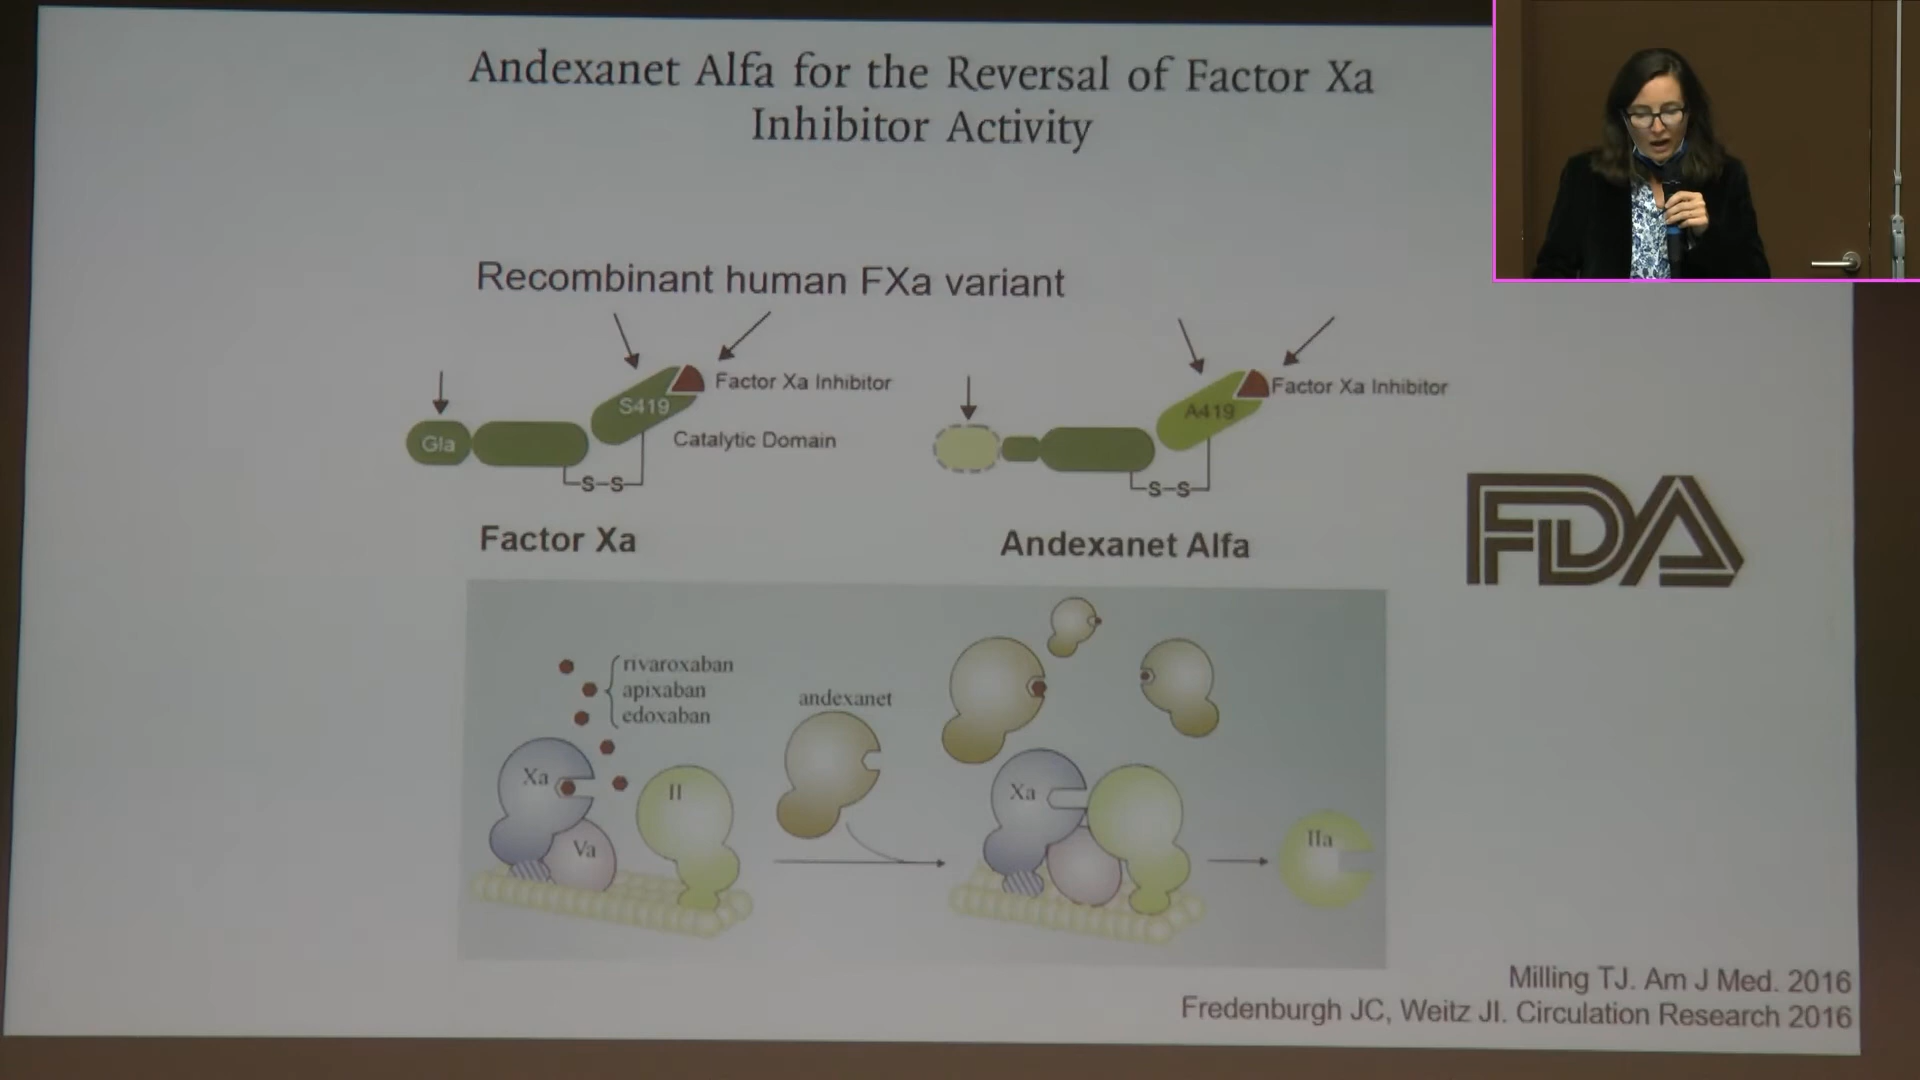 Andexanet Alfa for the Reversal of Factor Xa
Inhibitor Activity
Recombinant human FXa variant
Factor Xa Inhibitor
S419
Gla
Catalytic Domain
S-S
Factor Xa
Factor Xa Inhibitor
A419
S-S
Andexanet Alfa
FDA
rivaroxaban
apixaban
edoxaban
Xa
II
Va
andexanet
Xa
IIa
Milling TJ. Am J Med. 2016
Fredenburgh JC, Weitz JI. Circulation Research 2016